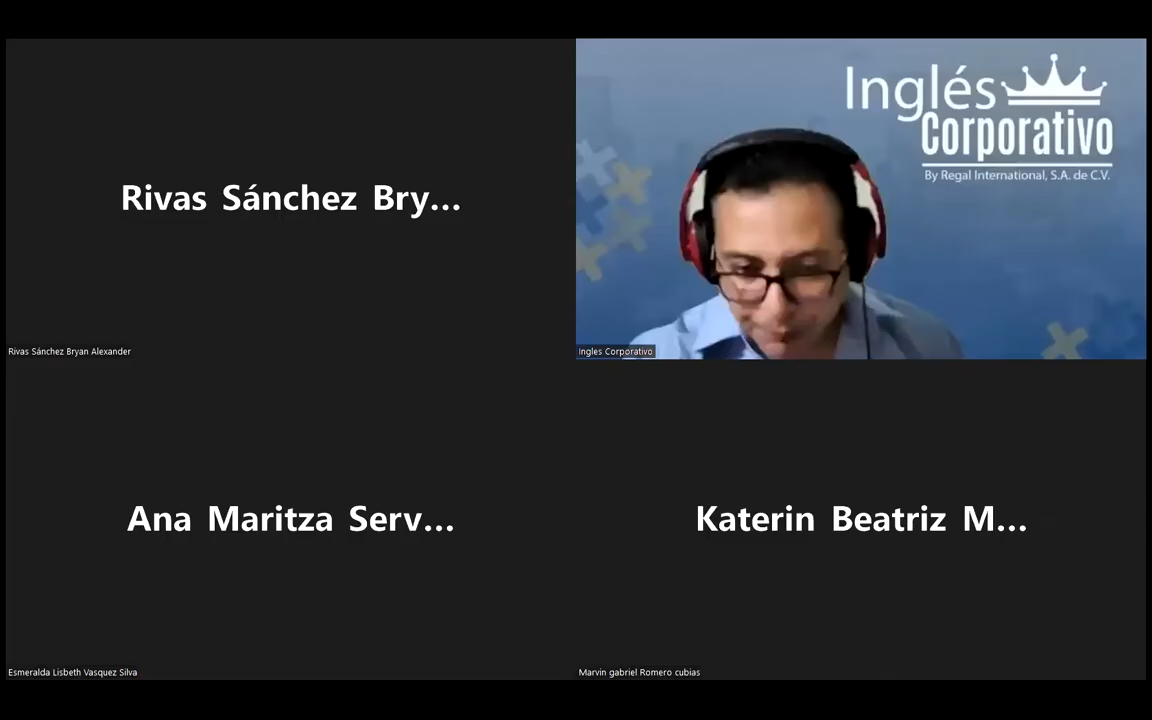 Rivas Sánchez Bry...
Rivas Sánchez Bryan Alexander
Inglés
Corporativo
By Regal International, S.A. de C.V.
Ingles Corporativo
Ana Maritza Serv...
Esmeralda Lisbeth Vasquez Silva
Katerin Beatriz M...
Marvin gabriel Romero cubias